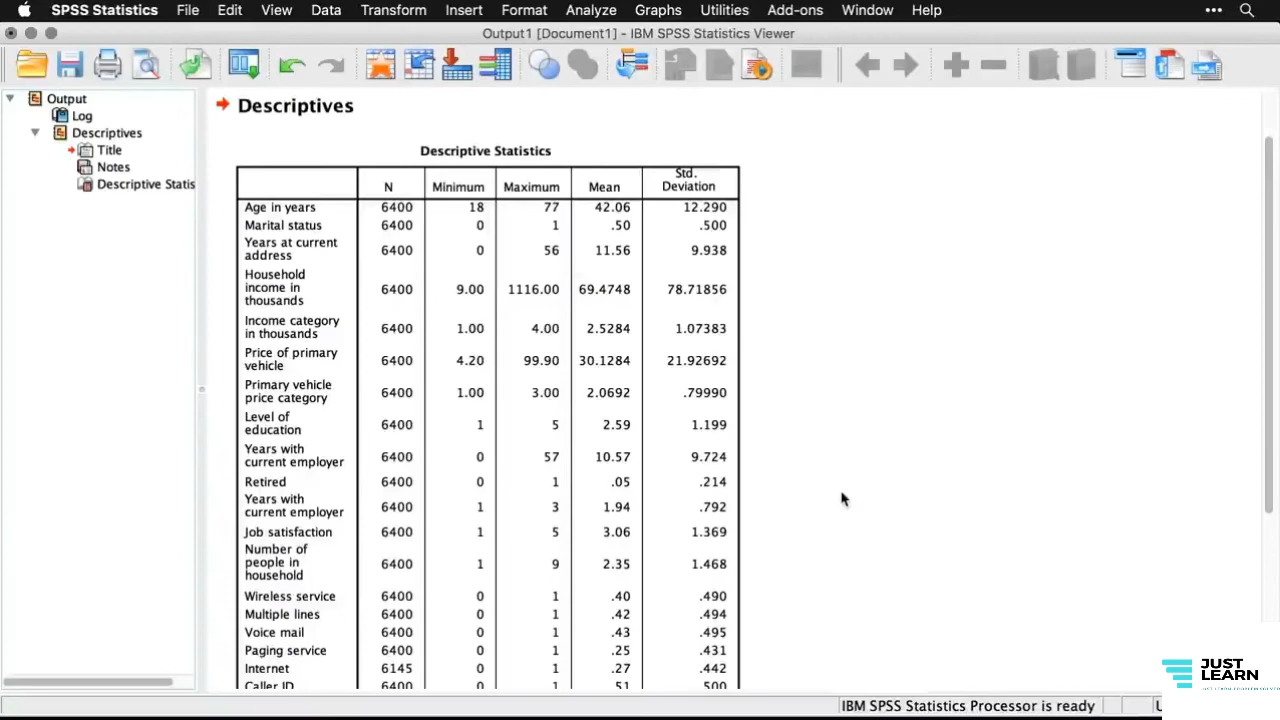 SPSS Statistics File Edit View Data Transform Insert Format Analyze Graphs Utilities Add-ons Window Help
Output1 [Document1] - IBM SPSS Statistics Viewer
Output
Log
Descriptives
Title
Notes
Descriptive Statis
Descriptives
Descriptive Statistics
N Minimum Maximum Mean Std. Deviation
Age in years 6400 18 77 42.06 12.290
Marital status 6400 0 1 .50 .500
Years at current
address 6400 0 56 11.56 9.938
Household
income in
thousands 6400 9.00 1116.00 69.4748 78.71856
Income category
in thousands 6400 1.00 4.00 2.5284 1.07383
Price of primary
vehicle 6400 4.20 99.90 30.1284 21.92692
Primary vehicle
price category 6400 1.00 3.00 2.0692 .79990
Level of
education 6400 1 5 2.59 1.199
Years with
current employer 6400 0 57 10.57 9.724
Retired 6400 0 1 .05 .214
Years with
current employer 6400 1 3 1.94 .792
Job satisfaction 6400 1 5 3.06 1.369
Number of
people in
household 6400 1 9 2.35 1.468
Wireless service 6400 0 1 .40 .490
Multiple lines 6400 0 1 .42 .494
Voice mail 6400 0 1 .43 .495
Paging service 6400 0 1 .25 .431
Internet 6145 0 1 .27 .442
Caller ID 6400 0 1 .51 .500
JUST
LEARN
IBM SPSS Statistics Processor is ready